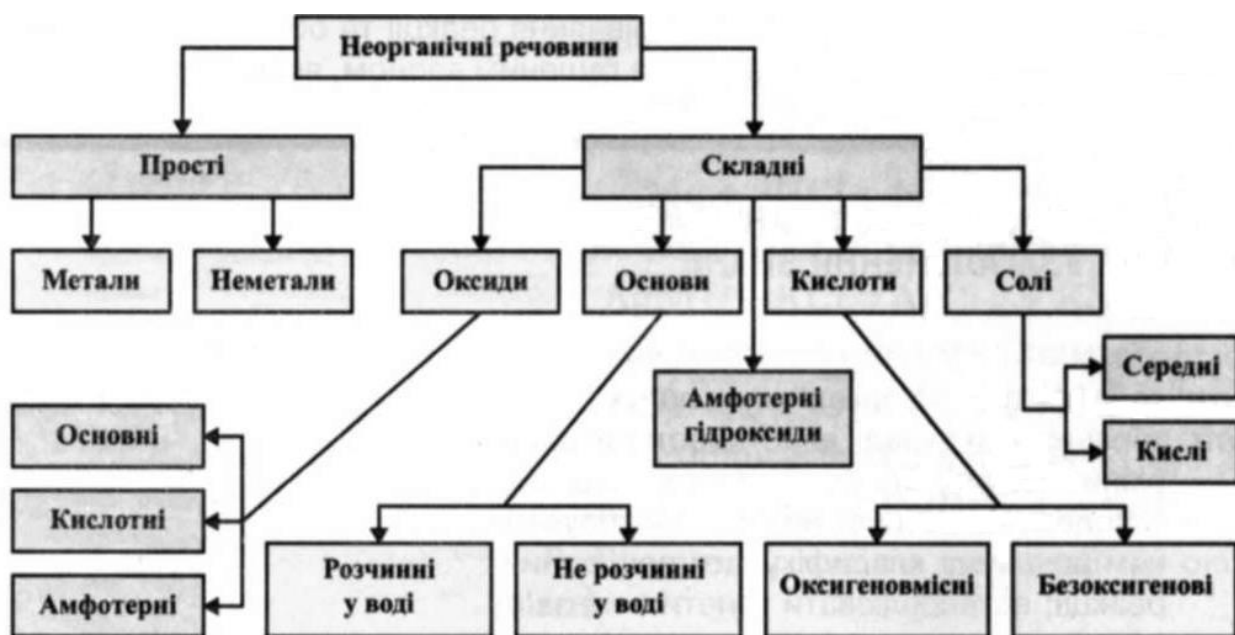 Неорганічні речовини
Прості
Складні
Метали
Неметали
Оксиди
Основи
Кислоти
Солі
Середні
Амфотерні
гідроксиди
Кислі
Основні
Кислотні
Амфотерні
Розчинні
у воді
Не розчинні
у воді
Оксигеновмісні
Безоксигенові